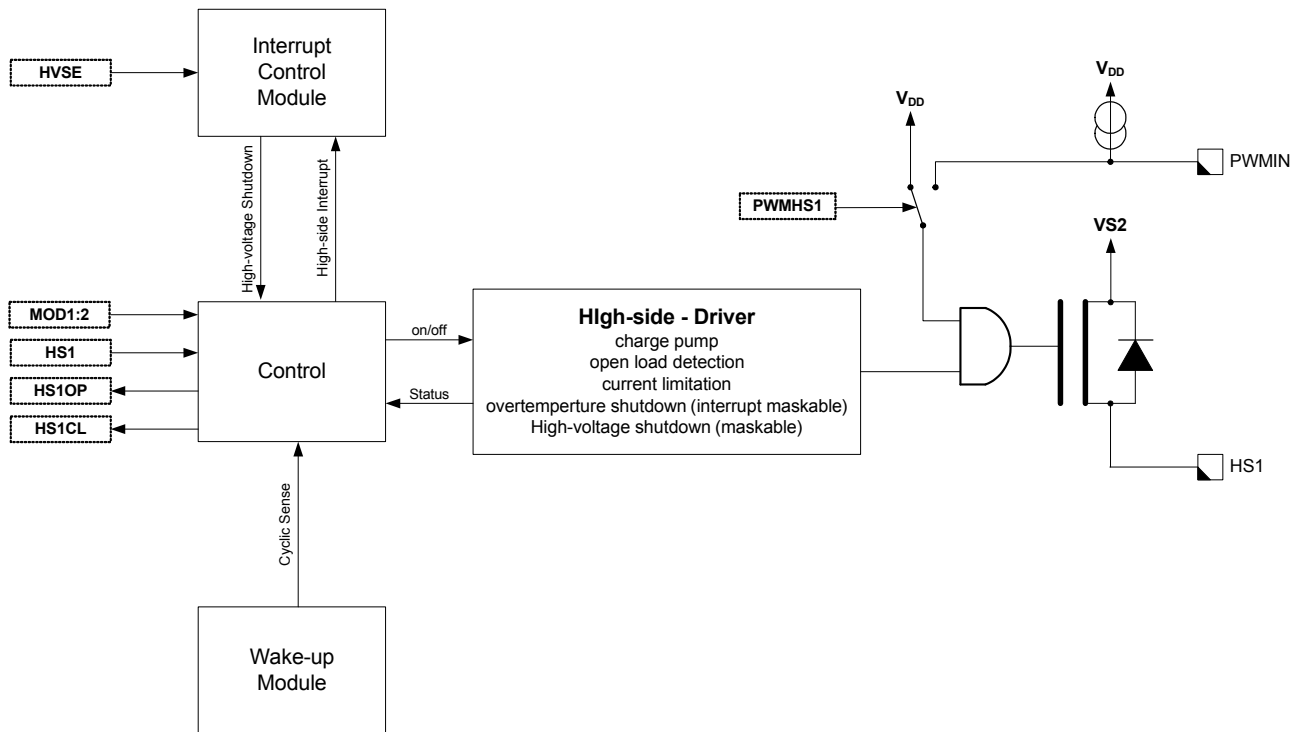 Interrupt
Control
Module
HVSE
High-voltage Shutdown
High-side Interrupt
VDD
VDD
PWMIN
PWMHS1
VS2
MOD1:2
HS1
HS1OP
HS1CL
Control
on/off
Status
HIgh-side - Driver
charge pump
open load detection
current limitation
overtemperture shutdown (interrupt maskable)
High-voltage shutdown (maskable)
HS1
Cyclic Sense
Wake-up
Module